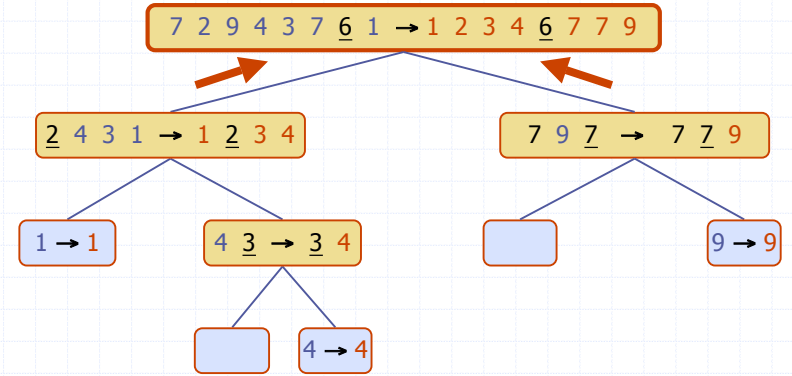 7 2 9 4 3 7 6 1 → 1 2 3 4 6 7 7 9
2 4 3 1 → 1 2 3 4
7 9 7 → 7 7 9
1 → 1
4 3 → 3 4
9 → 9
4 → 4